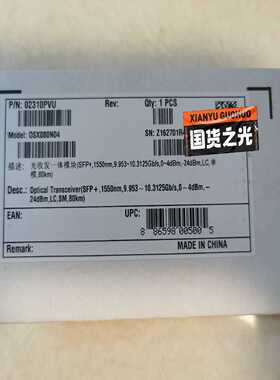 P/N: 02310PVU
Rev:
Qty: 1 PCS
XIANYU GUOHUO
国货之光
Model: OSX080N04
SN: Z162701R
描述: 光收发一体模块(SFP+,1550nm,9.953~10.3125Gb/s,0~4dBm,-24dBm,LC,单
模,80km)
Desc.: Optical Transceiver(SFP+,1550nm,9.953~10.3125Gb/s,0~4dBm,-
24dBm,LC,SM,80km)
EAN:
UPC:
8 86598 00500 5
Remark:
MADE IN CHINA